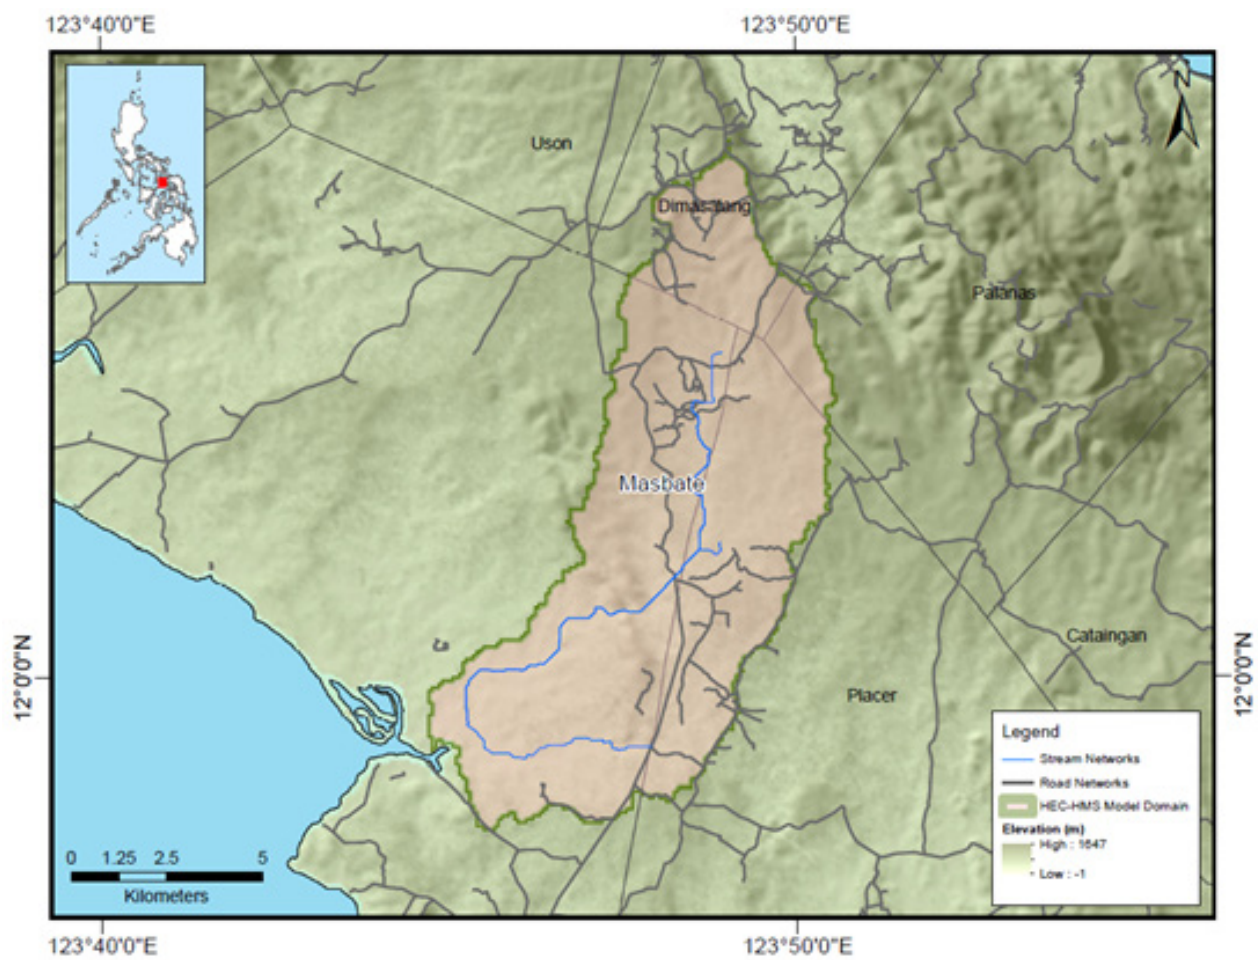 123°40'0"E 123°50'0"E
Uson
Dimasalang
Palanas
Masbate
12°0'0"N
Cataingan
12°0'0"N
Placer
Legend
Stream Networks
Road Networks
HEC-HMS Model Domain
Elevation (m)
High : 1647
Low : -1
0 1.25 2.5 5
Kilometers
123°40'0"E 123°50'0"E